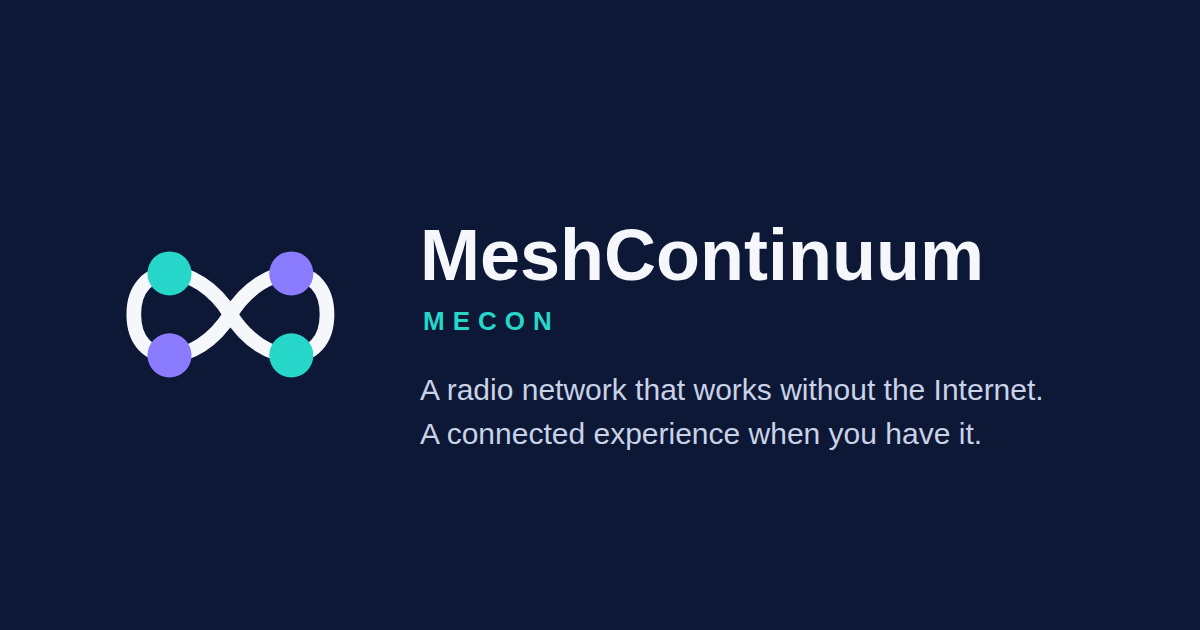 MeshContinuum
MECON
A radio network that works without the Internet.
A connected experience when you have it.